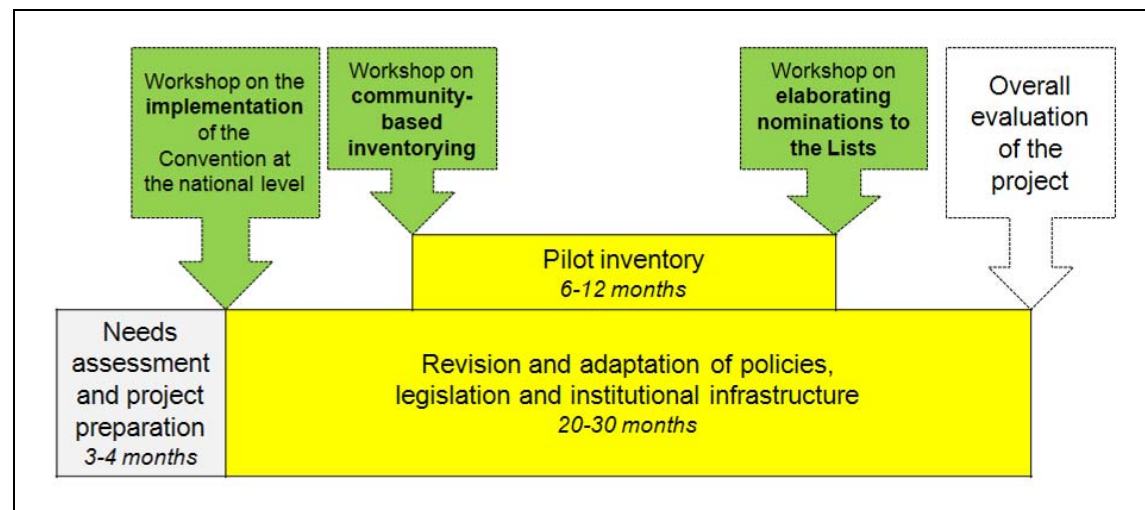 Workshop on the
implementation
of the
Convention at
the national level
Workshop on
community-
based
inventorying
Workshop on
elaborating
nominations to
the Lists
Overall
evaluation
of the
project
Pilot inventory
6-12 months
Needs
assessment
and project
preparation
3-4 months
Revision and adaptation of policies,
legislation and institutional infrastructure
20-30 months